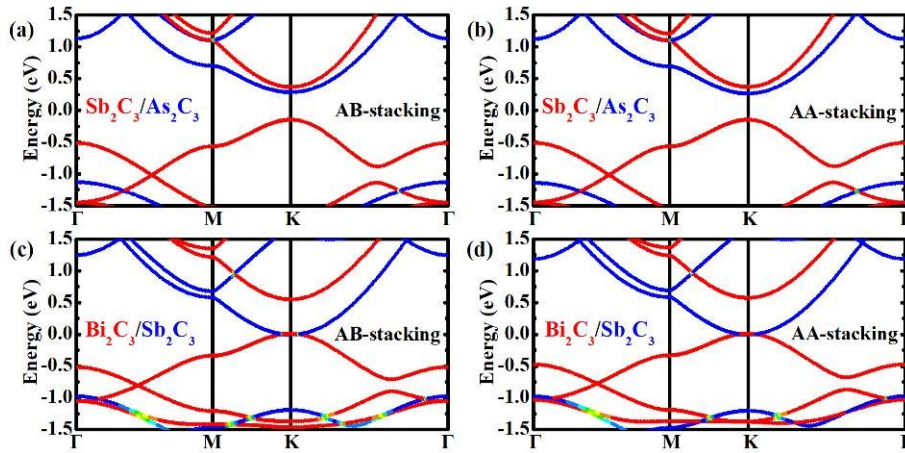 (a) 1.5 1.0 0.5 0.0 -0.5 -1.0 -1.5
Energy (eV)
Sb₂C₃/As₂C₃
AB-stacking
Γ M K Γ
(b) 1.5 1.0 0.5 0.0 -0.5 -1.0 -1.5
Energy (eV)
Sb₂C₃/As₂C₃
AA-stacking
Γ M K
(c) 1.5 1.0 0.5 0.0 -0.5 -1.0 -1.5
Energy (eV)
Bi₂C₃/Sb₂C₃
AB-stacking
Γ M K Γ
(d) 1.5 1.0 0.5 0.0 -0.5 -1.0 -1.5
Energy (eV)
Bi₂C₃/Sb₂C₃
AA-stacking
Γ M K